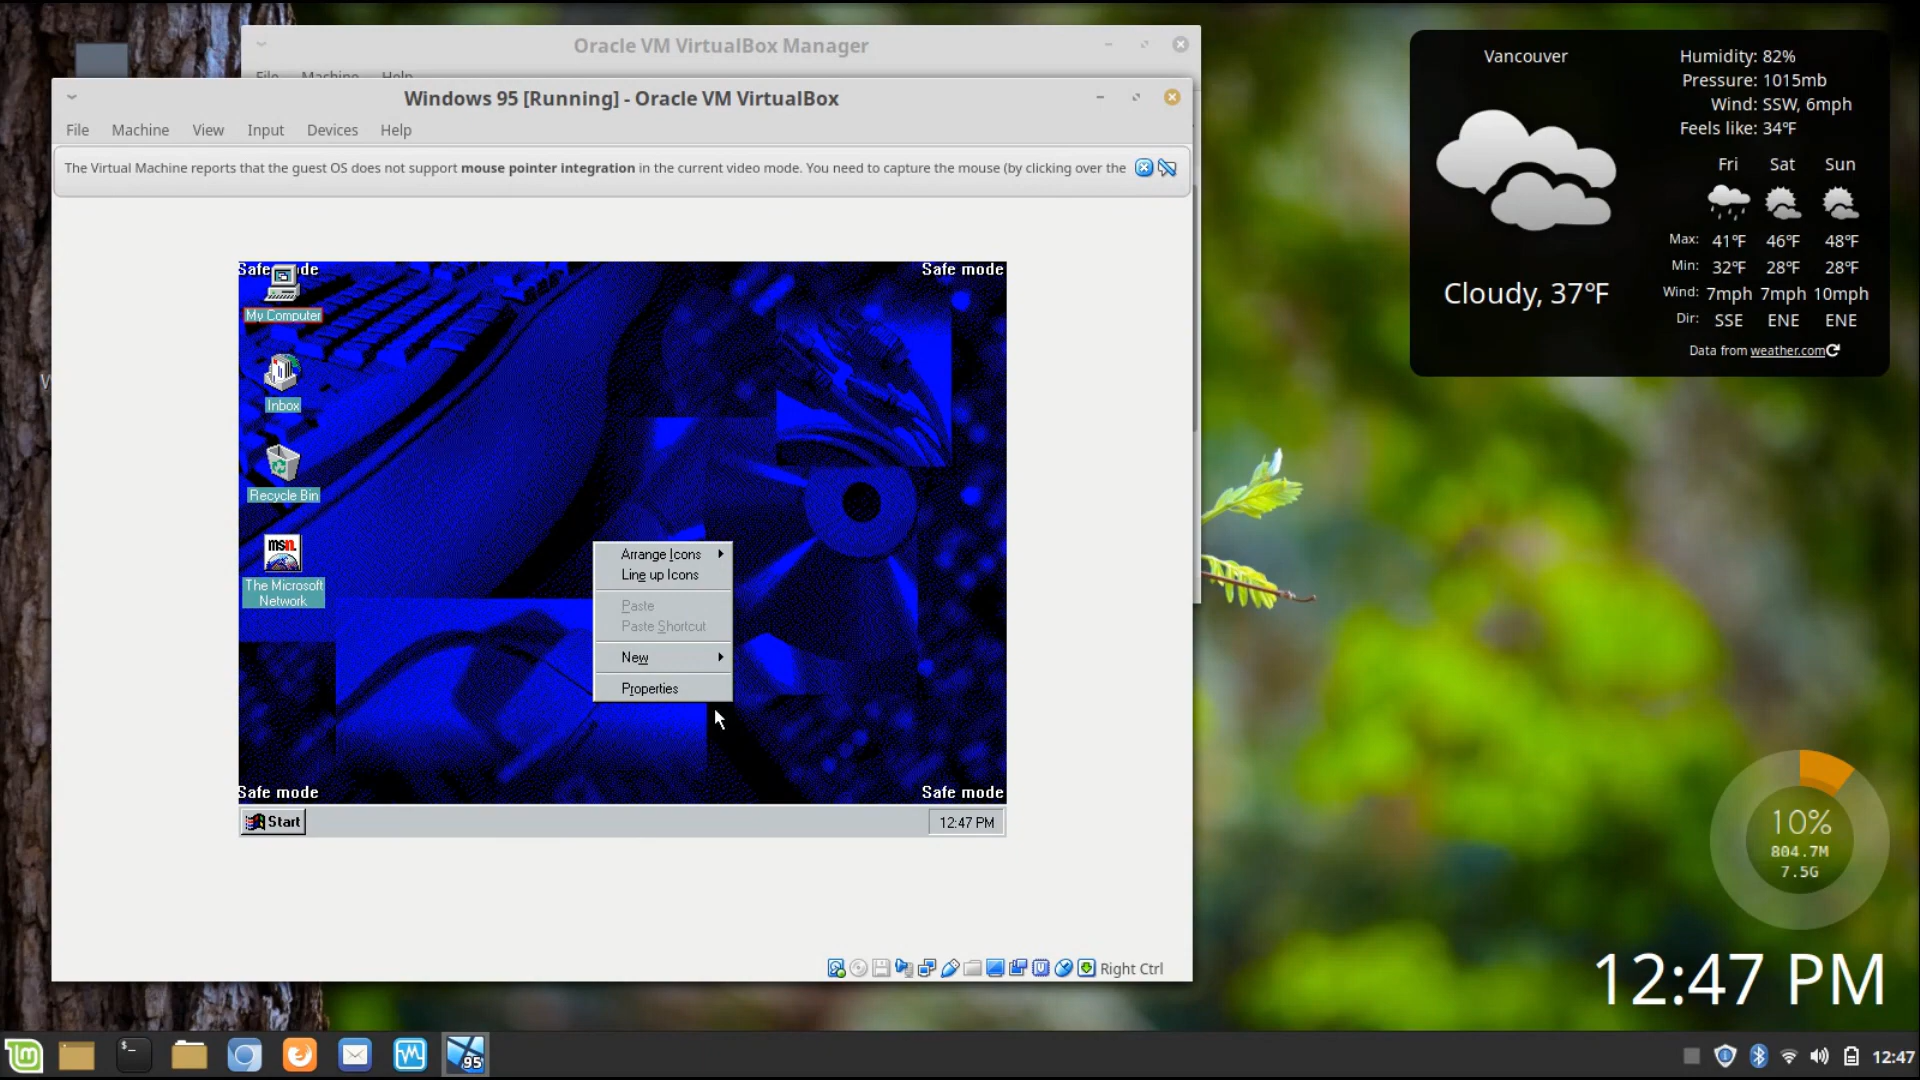 Oracle VM VirtualBox Manager
File Machine Help
Windows 95 [Running] - Oracle VM VirtualBox
File Machine View Input Devices Help
The Virtual Machine reports that the guest OS does not support mouse pointer integration in the current video mode. You need to capture the mouse (by clicking over the
Safe mode
My Computer
Inbox
Recycle Bin
msn.
The Microsoft
Network
Arrange Icons
Line up Icons
Paste
Paste Shortcut
New
Properties
Safe mode
Safe mode
Start
12:47 PM
Right Ctrl
W
Vancouver
Cloudy, 37°F
Humidity: 82%
Pressure: 1015mb
Wind: SSW, 6mph
Feels like: 34°F
Fri Sat Sun
Max: 41°F 46°F 48°F
Min: 32°F 28°F 28°F
Wind: 7mph 7mph 10mph
Dir: SSE ENE ENE
Data from weather.com
10%
804.7M
7.5G
12:47 PM
$_
95
12:47